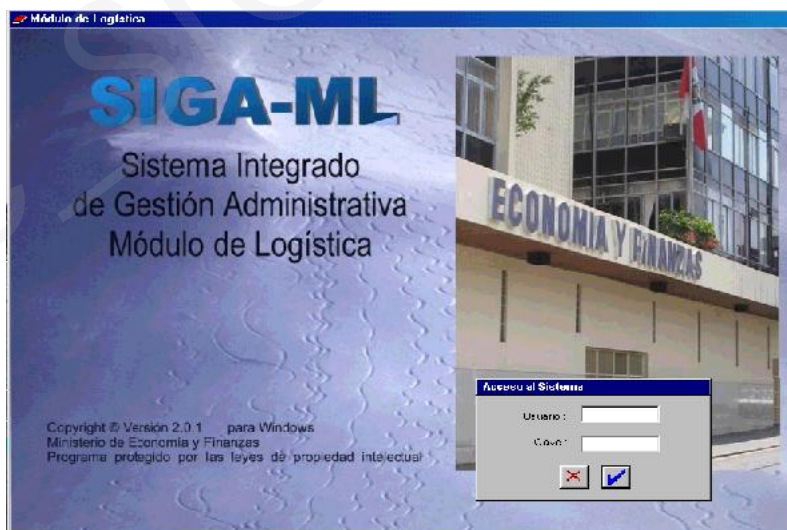 Módulo de Logística
SIGA-ML
Sistema Integrado
de Gestión Administrativa
Módulo de Logística
ECONOMIA Y FINANZAS
Acceso al Sistema
Usuario :
Clave :
Copyright © Versión 2.0.1 para Windows
Ministerio de Economía y Finanzas
Programa protegido por las leyes de propiedad intelectual